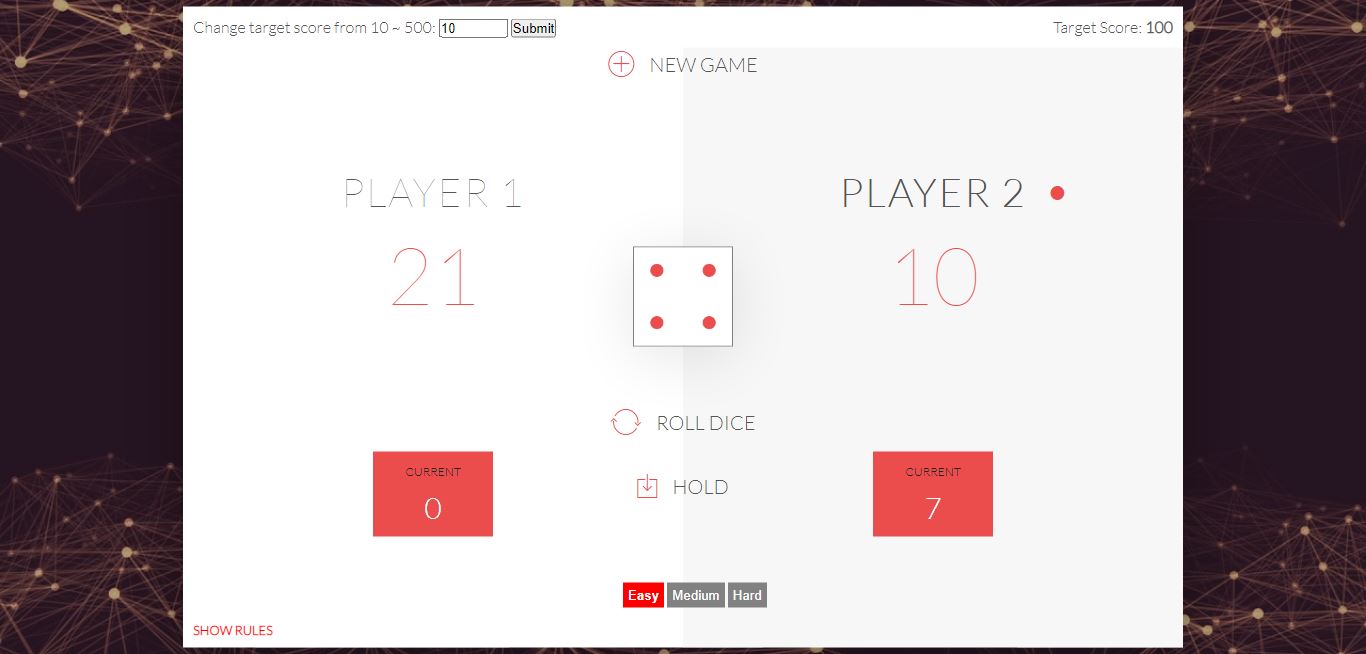 Change target score from 10 ~ 500: 10 Submit
Target Score: 100
NEW GAME
PLAYER 1
21
PLAYER 2
10
ROLL DICE
HOLD
CURRENT
0
CURRENT
7
Easy Medium Hard
SHOW RULES